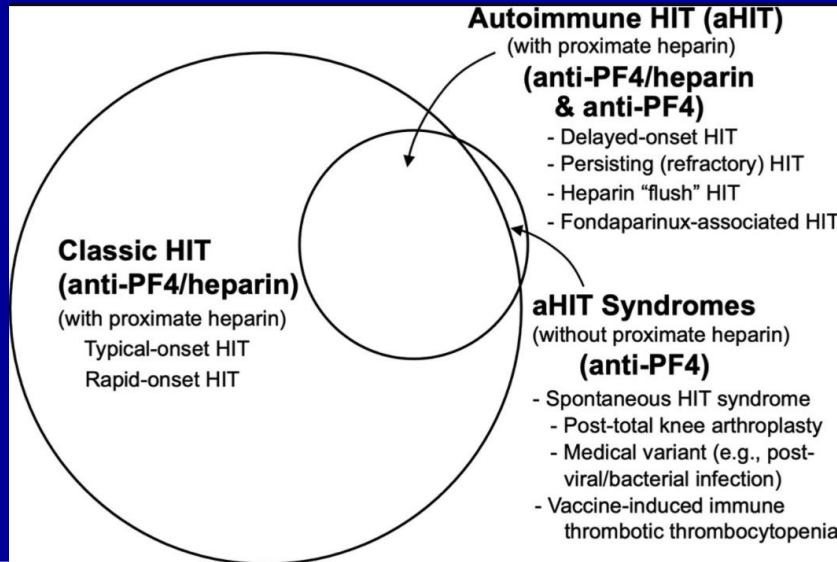 Autoimmune HIT (aHIT)
(with proximate heparin)
(anti-PF4/heparin
& anti-PF4)
- Delayed-onset HIT
- Persisting (refractory) HIT
- Heparin “flush” HIT
- Fondaparinux-associated HIT
Classic HIT
(anti-PF4/heparin)
(with proximate heparin)
Typical-onset HIT
Rapid-onset HIT
aHIT Syndromes
(without proximate heparin)
(anti-PF4)
- Spontaneous HIT syndrome
- Post-total knee arthroplasty
- Medical variant (e.g., post-
viral/bacterial infection)
- Vaccine-induced immune
thrombotic thrombocytopenia